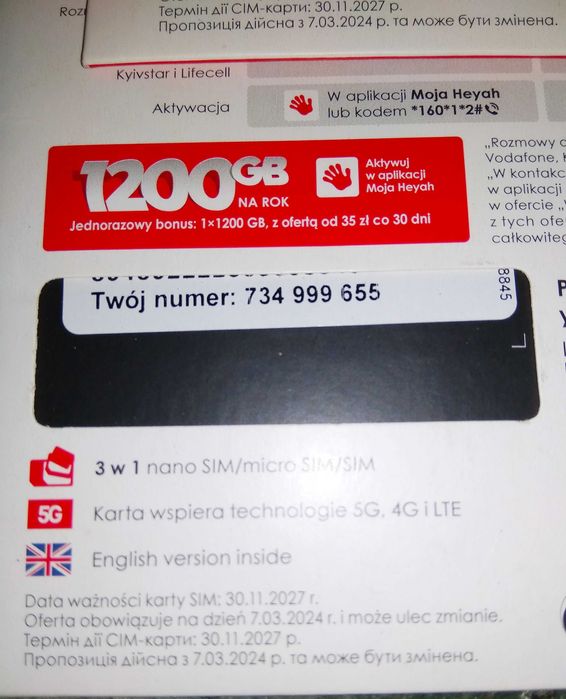 Roz
Термін дії СІМ-карти: 30.11.2027 р.
Пропозиція дійсна з 7.03.2024 р. та може бути змінена.
Kyivstar i Lifecell
Aktywacja
W aplikacji Moja Heyah
lub kodem *160*1*2#
„Rozmowy
Vodafone,
„W kontakc
w aplikacji
w ofercie
z tych ofe
całkowiteg
1200GB
NA ROK
Aktywuj
w aplikacji
Moja Heyah
Jednorazowy bonus: 1×1200 GB, z ofertą od 35 zł co 30 dni
Twój numer: 734 999 655
8845
3 w 1 nano SIM/micro SIM/SIM
5G
Karta wspiera technologie 5G, 4G i LTE
English version inside
Data ważności karty SIM: 30.11.2027 r.
Oferta obowiązuje na dzień 7.03.2024 r. i może ulec zmianie.
Термін дії СІМ-карти: 30.11.2027 р.
Пропозиція дійсна з 7.03.2024 р. та може бути змінена.